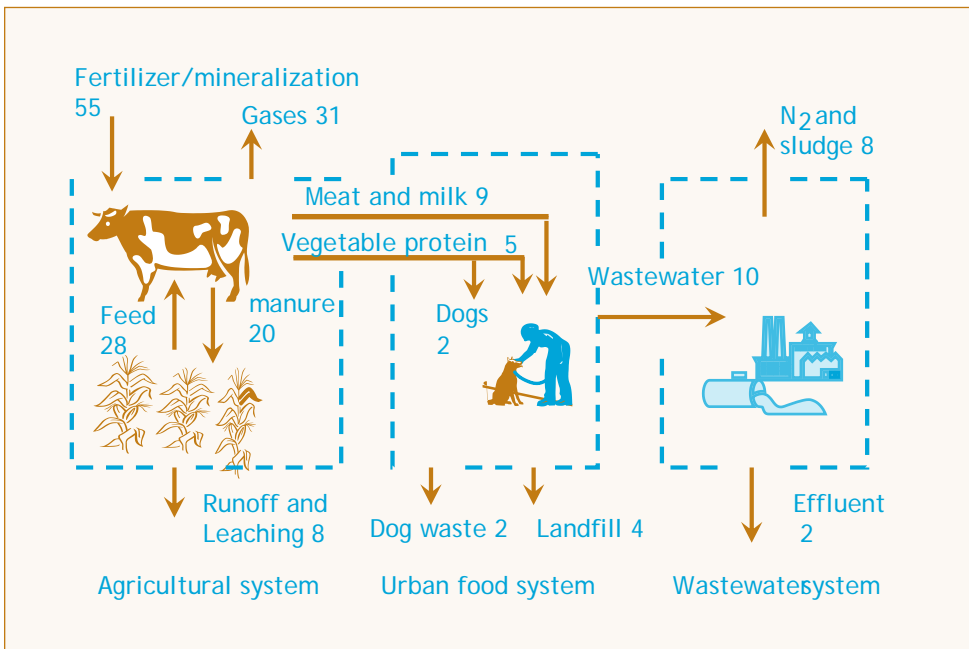 Fertilizer/mineralization
55
Gases 31
N2 and
sludge 8
Meat and milk 9
Vegetable protein 5
Wastewater 10
Feed
28
manure
20
Dogs
2
Runoff and
Leaching 8
Dog waste 2
Landfill 4
Effluent
2
Agricultural system
Urban food system
Wastewatersystem